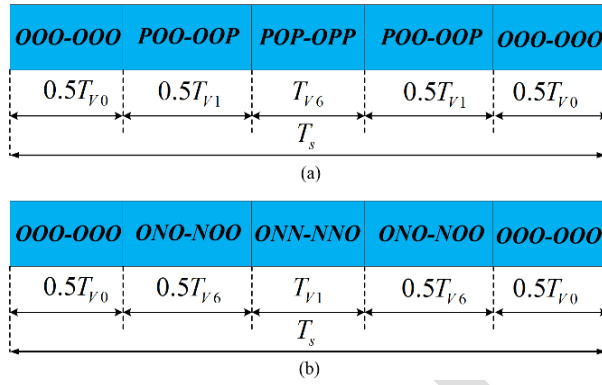 OOO-OOO POO-OOP POP-OPP POO-OOP OOO-OOO
0.5T_{V0} 0.5T_{V1} T_{V6} 0.5T_{V1} 0.5T_{V0}
T_s
(a)
OOO-OOO ONO-NOO ONN-NNO ONO-NOO OOO-OOO
0.5T_{V0} 0.5T_{V6} T_{V1} 0.5T_{V6} 0.5T_{V0}
T_s
(b)